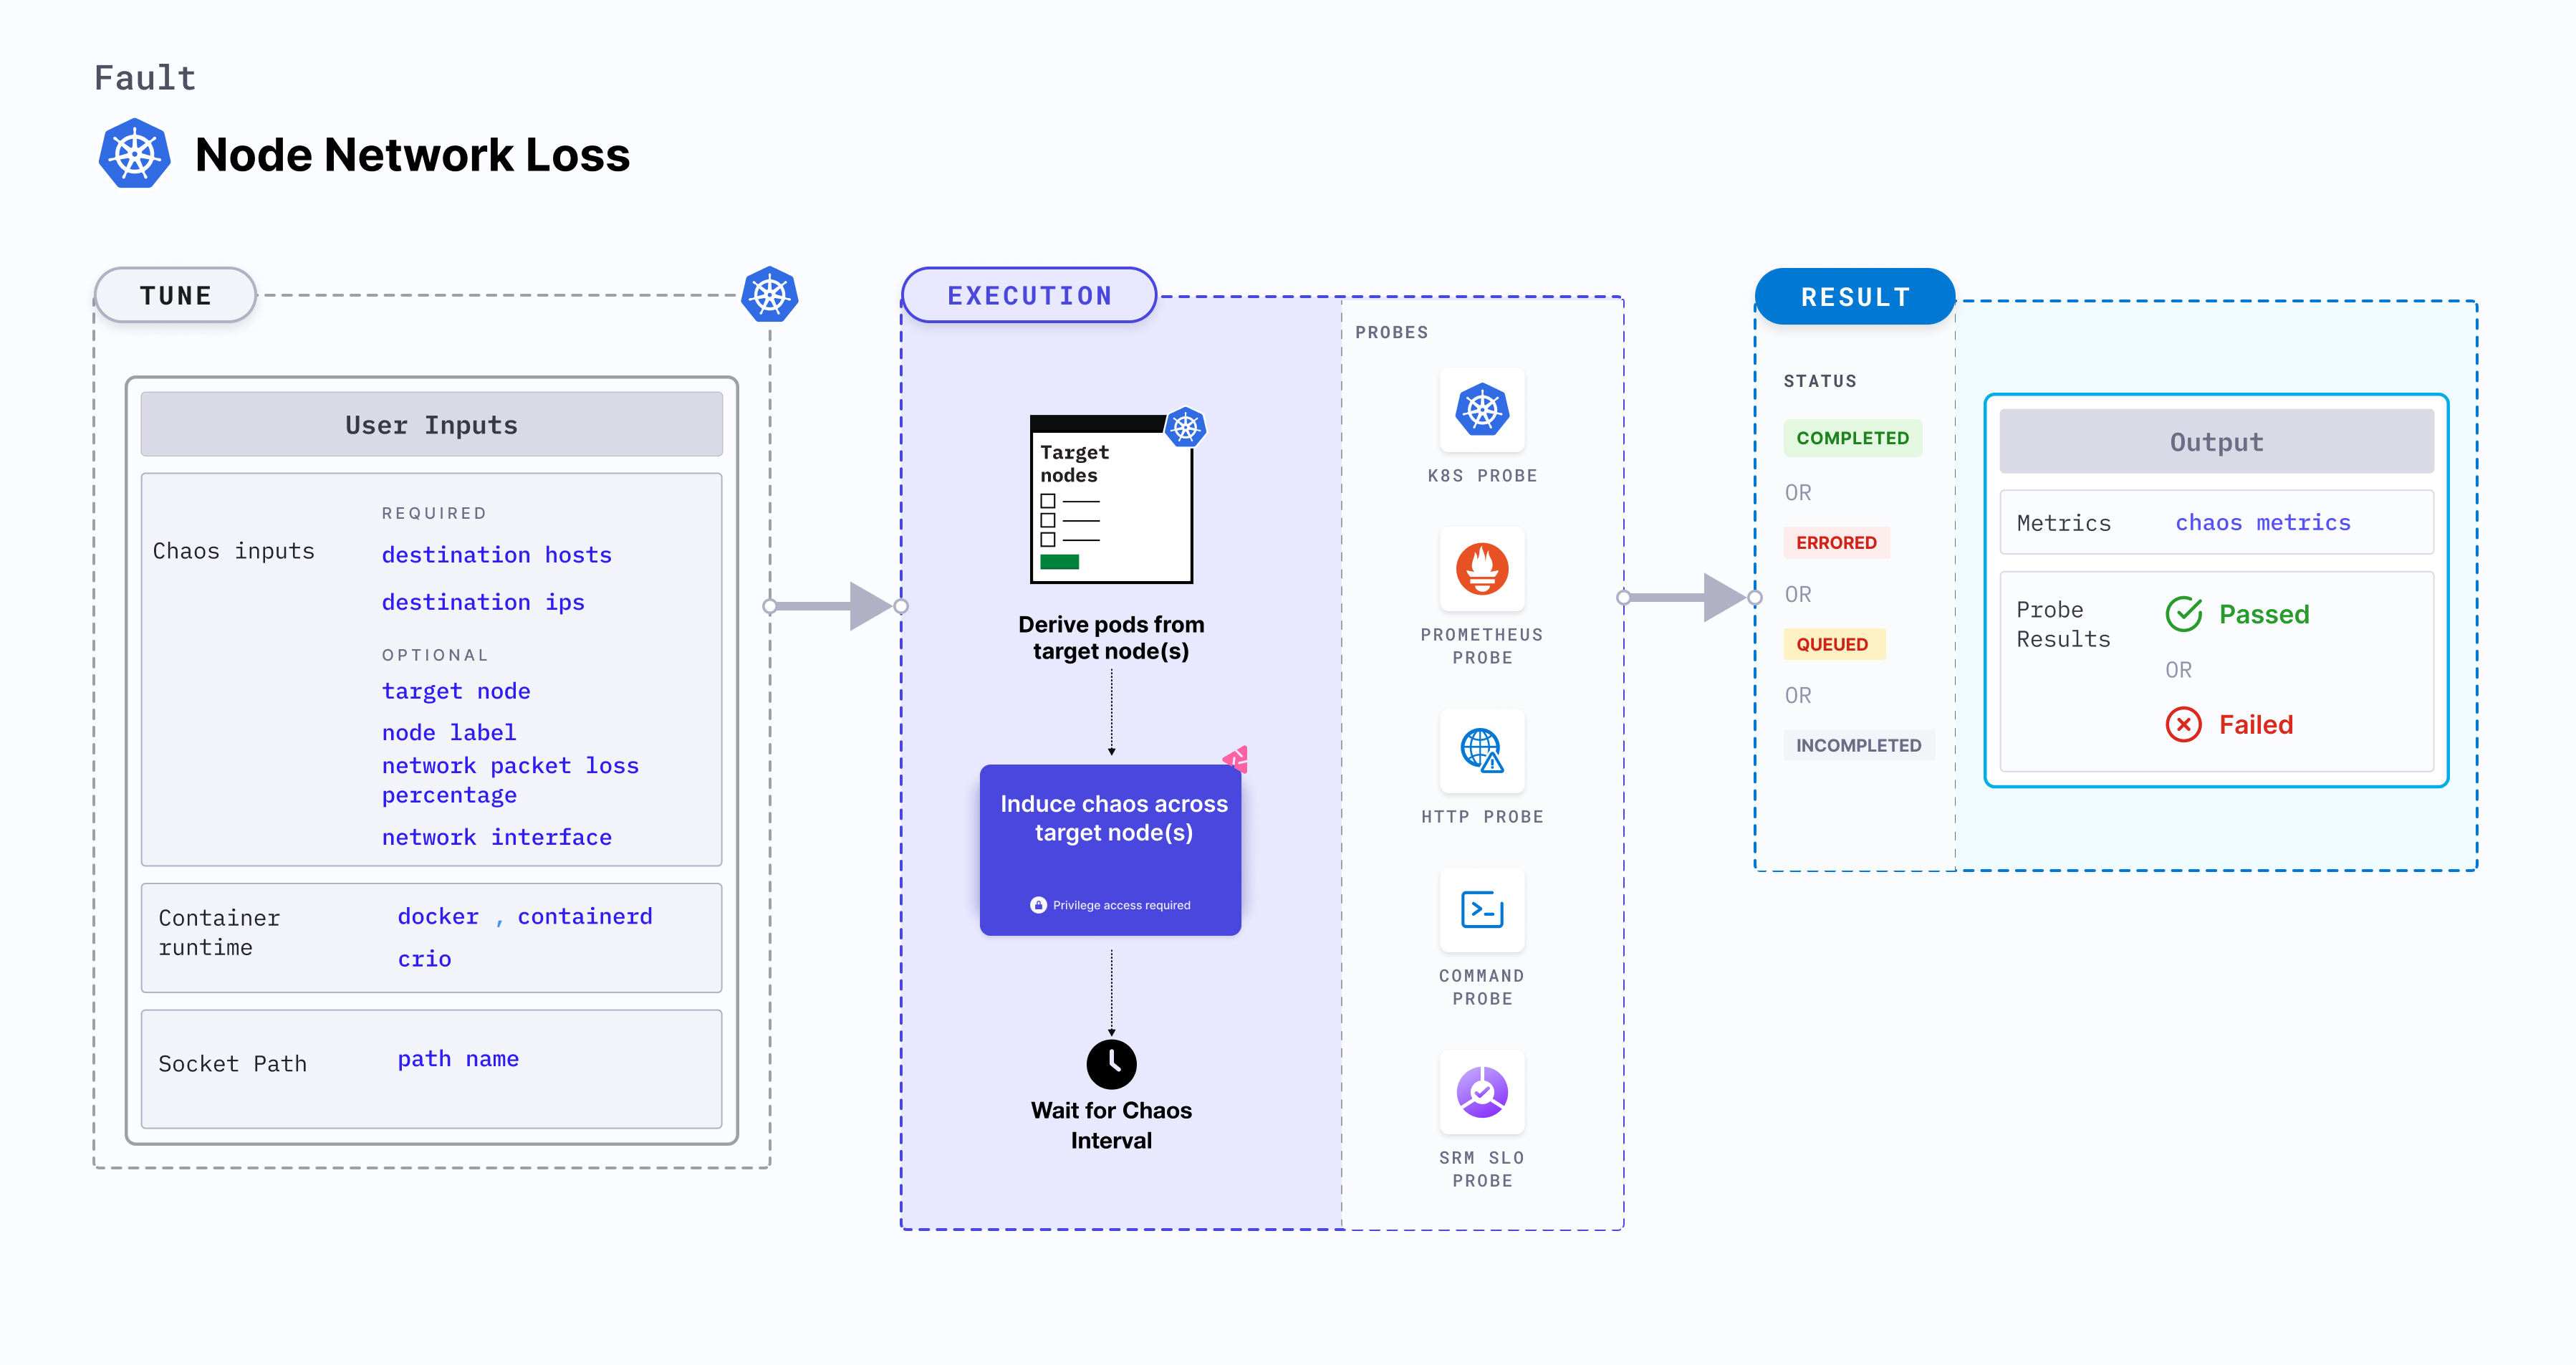 Fault
Node Network Loss
TUNE
User Inputs
Chaos inputs
REQUIRED
destination hosts
destination ips
OPTIONAL
target node
node label
network packet loss
percentage
network interface
Container
runtime
docker , containerd
crio
Socket Path
path name
EXECUTION
Target
nodes
Derive pods from
target node(s)
Induce chaos across
target node(s)
Privilege access required
Wait for Chaos
Interval
PROBES
K8S PROBE
PROMETHEUS
PROBE
HTTP PROBE
COMMAND
PROBE
SRM SLO
PROBE
RESULT
STATUS
COMPLETED
OR
ERRORED
OR
QUEUED
OR
INCOMPLETED
Output
Metrics
chaos metrics
Probe
Results
Passed
OR
Failed